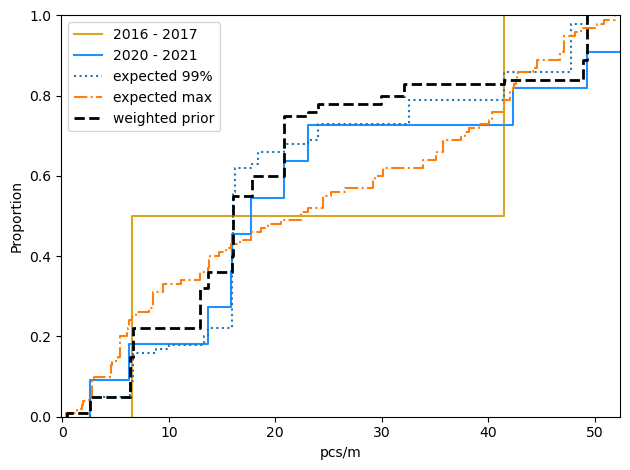 1.0
0.8
0.6
0.4
0.2
0.0
Proportion
2016 - 2017
2020 - 2021
expected 99%
expected max
weighted prior
0 10 20 30 40 50
pcs/m